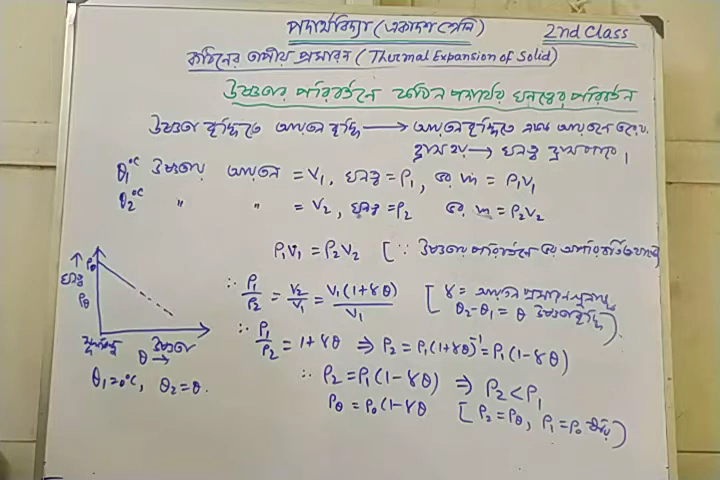 পদার্থবিদ্যা (একাদশ শ্রেণি) 2nd Class
কঠিনের তাপীয় প্রসারণ (Thermal Expansion of Solid)
উষ্ণতার পরিবর্তনে কঠিন পদার্থের ঘনত্বের পরিবর্তন
উষ্ণতা বৃদ্ধিতে আয়তন বৃদ্ধি ⟶ আয়তন বৃদ্ধিতে একক আয়তনে ভরের
হ্রাস হয় → ঘনত্ব হ্রাস পাবে।
θ₁°C উষ্ণতায় আয়তন = V₁, ঘনত্ব = ρ₁, ভর m = ρ₁V₁
θ₂°C " " = V₂, ঘনত্ব = ρ₂ ভর m = ρ₂V₂
ρ₁V₁ = ρ₂V₂ [∵ উষ্ণতার পরিবর্তনে ভর অপরিবর্তিত
∴ ρ₁/ρ₂ = V₂/V₁ = V₁(1+γθ)/V₁ [γ = আয়তন প্রসারণ গুণাঙ্ক
θ₂-θ₁ = θ উষ্ণতা বৃদ্ধি]
∴ ρ₁/ρ₂ = 1+γθ ⇒ ρ₂ = ρ₁(1+γθ)⁻¹ = ρ₁(1-γθ)
∴ ρ₂ = ρ₁(1-γθ) ⇒ ρ₂ < ρ₁
ρθ = ρ₀(1-γθ [ρ₂ = ρθ, ρ₁ = ρ₀
↑ ρ₀
ঘনত্ব
ρθ
θ → উষ্ণতা
θ₁ = 0°C, θ₂ = θ.